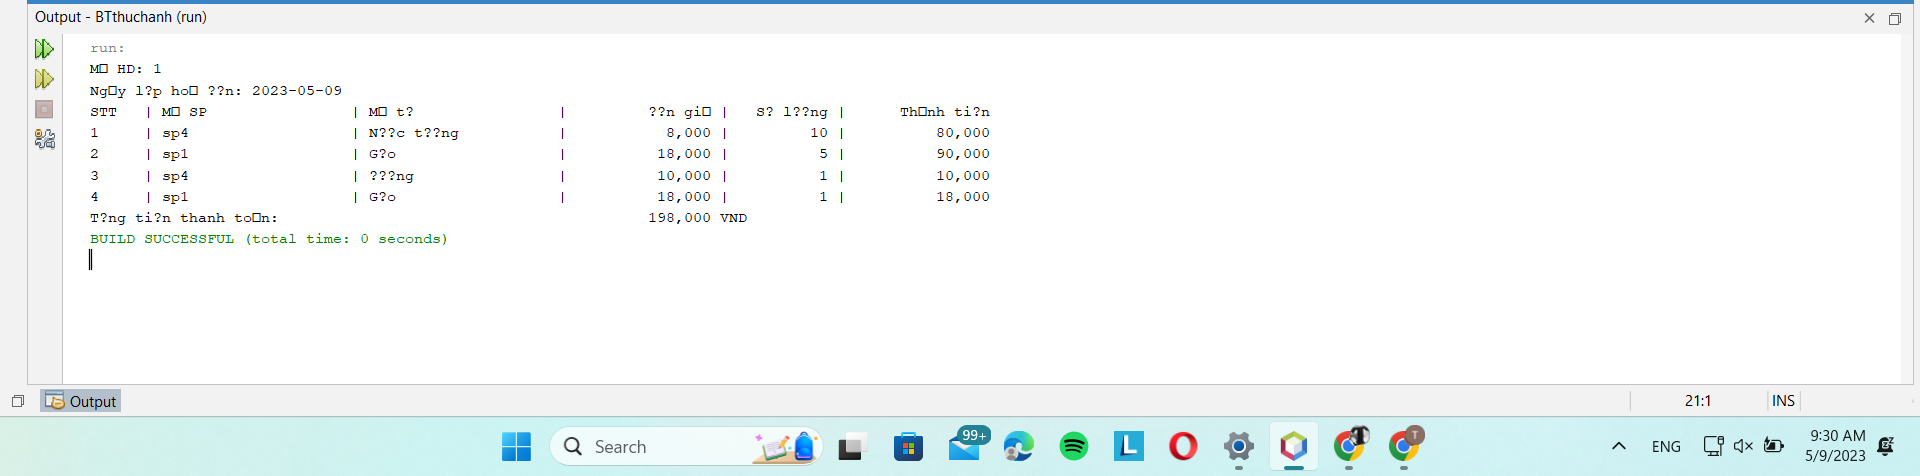 Output - BTthuchanh (run)
run:
M□ HD: 1
Ng□y l?p ho□ ??n: 2023-05-09
STT | M□ SP | M□ t? | ??n gi□ | S? l??ng | Th□nh ti?n
1 | sp4 | N??c t??ng | 8,000 | 10 | 80,000
2 | sp1 | G?o | 18,000 | 5 | 90,000
3 | sp4 | ???ng | 10,000 | 1 | 10,000
4 | sp1 | G?o | 18,000 | 1 | 18,000
T?ng ti?n thanh to□n: 198,000 VND
BUILD SUCCESSFUL (total time: 0 seconds)
Output
21:1 INS
Search
99+
L
T
ENG
9:30 AM
5/9/2023